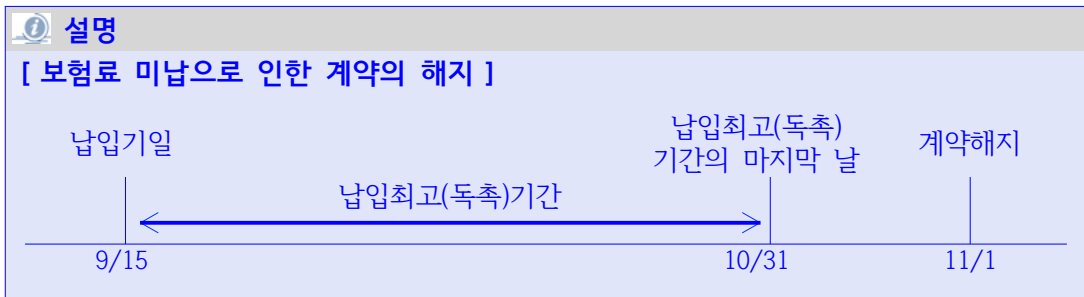 설명
[ 보험료 미납으로 인한 계약의 해지 ]
납입기일
납입최고(독촉)
기간의 마지막 날
계약해지
납입최고(독촉)기간
9/15
10/31
11/1